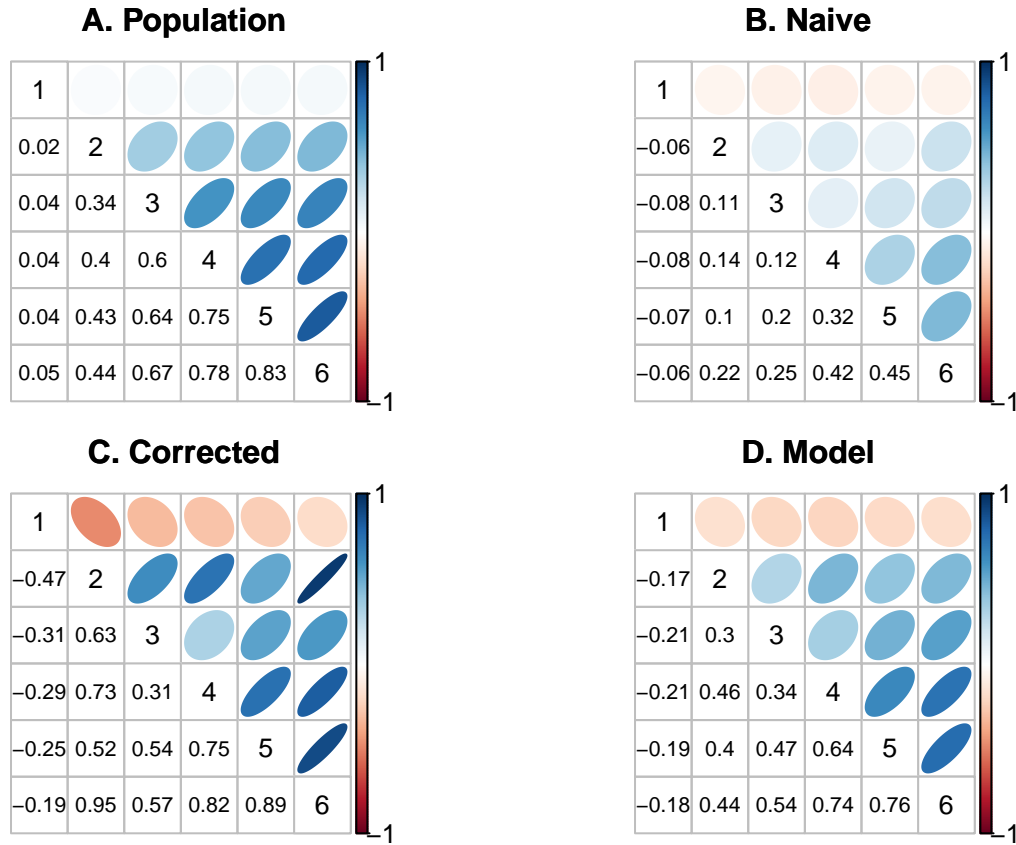 A. Population
1
1
0.02 2
0.04 0.34 3
0.04 0.4 0.6 4
0.04 0.43 0.64 0.75 5
0.05 0.44 0.67 0.78 0.83 6
−1
B. Naive
1
1
−0.06 2
−0.08 0.11 3
−0.08 0.14 0.12 4
−0.07 0.1 0.2 0.32 5
−0.06 0.22 0.25 0.42 0.45 6
−1
C. Corrected
1
1
−0.47 2
−0.31 0.63 3
−0.29 0.73 0.31 4
−0.25 0.52 0.54 0.75 5
−0.19 0.95 0.57 0.82 0.89 6
−1
D. Model
1
1
−0.17 2
−0.21 0.3 3
−0.21 0.46 0.34 4
−0.19 0.4 0.47 0.64 5
−0.18 0.44 0.54 0.74 0.76 6
−1